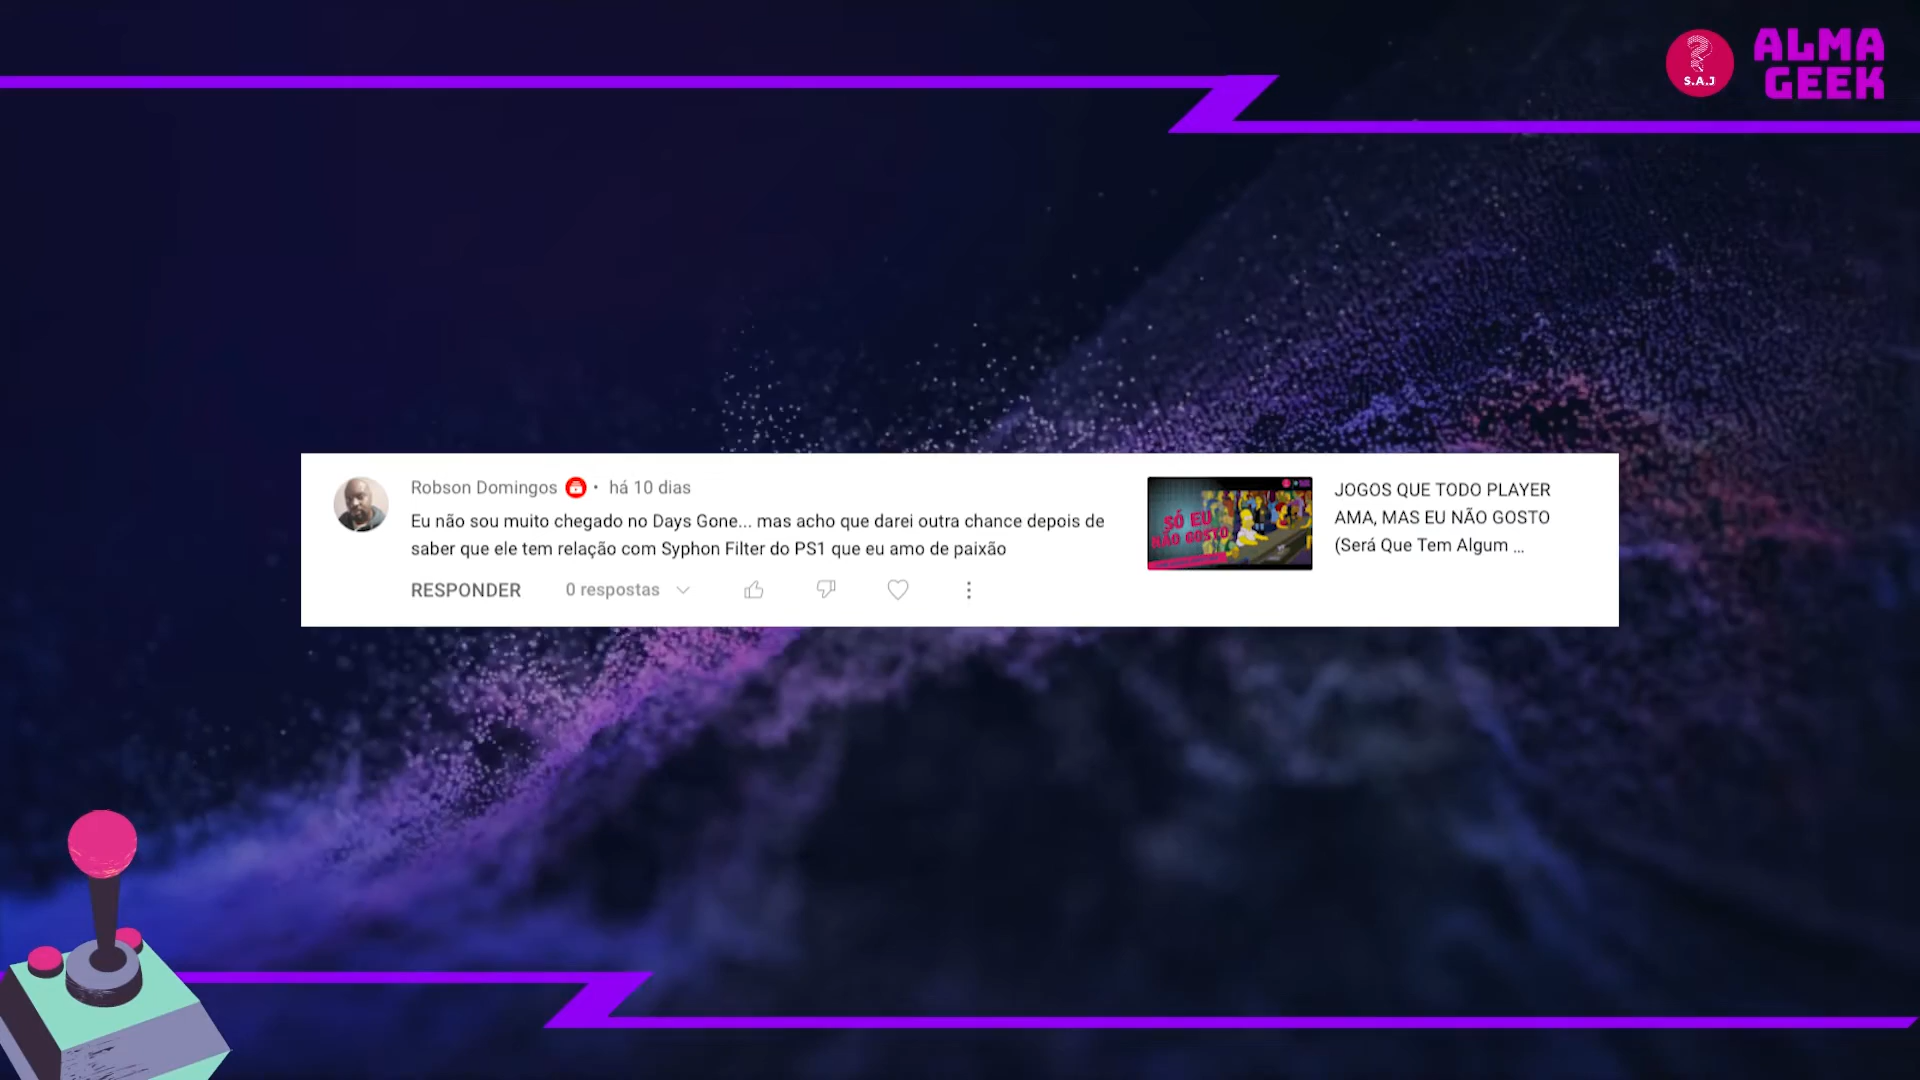 S.A.J
ALMA
GEEK
Robson Domingos • há 10 dias
Eu não sou muito chegado no Days Gone... mas acho que darei outra chance depois de
saber que ele tem relação com Syphon Filter do PS1 que eu amo de paixão
RESPONDER 0 respostas
SÓ EU
NÃO GOSTO
JOGOS QUE TODO PLAYER
AMA, MAS EU NÃO GOSTO
(Será Que Tem Algum ...